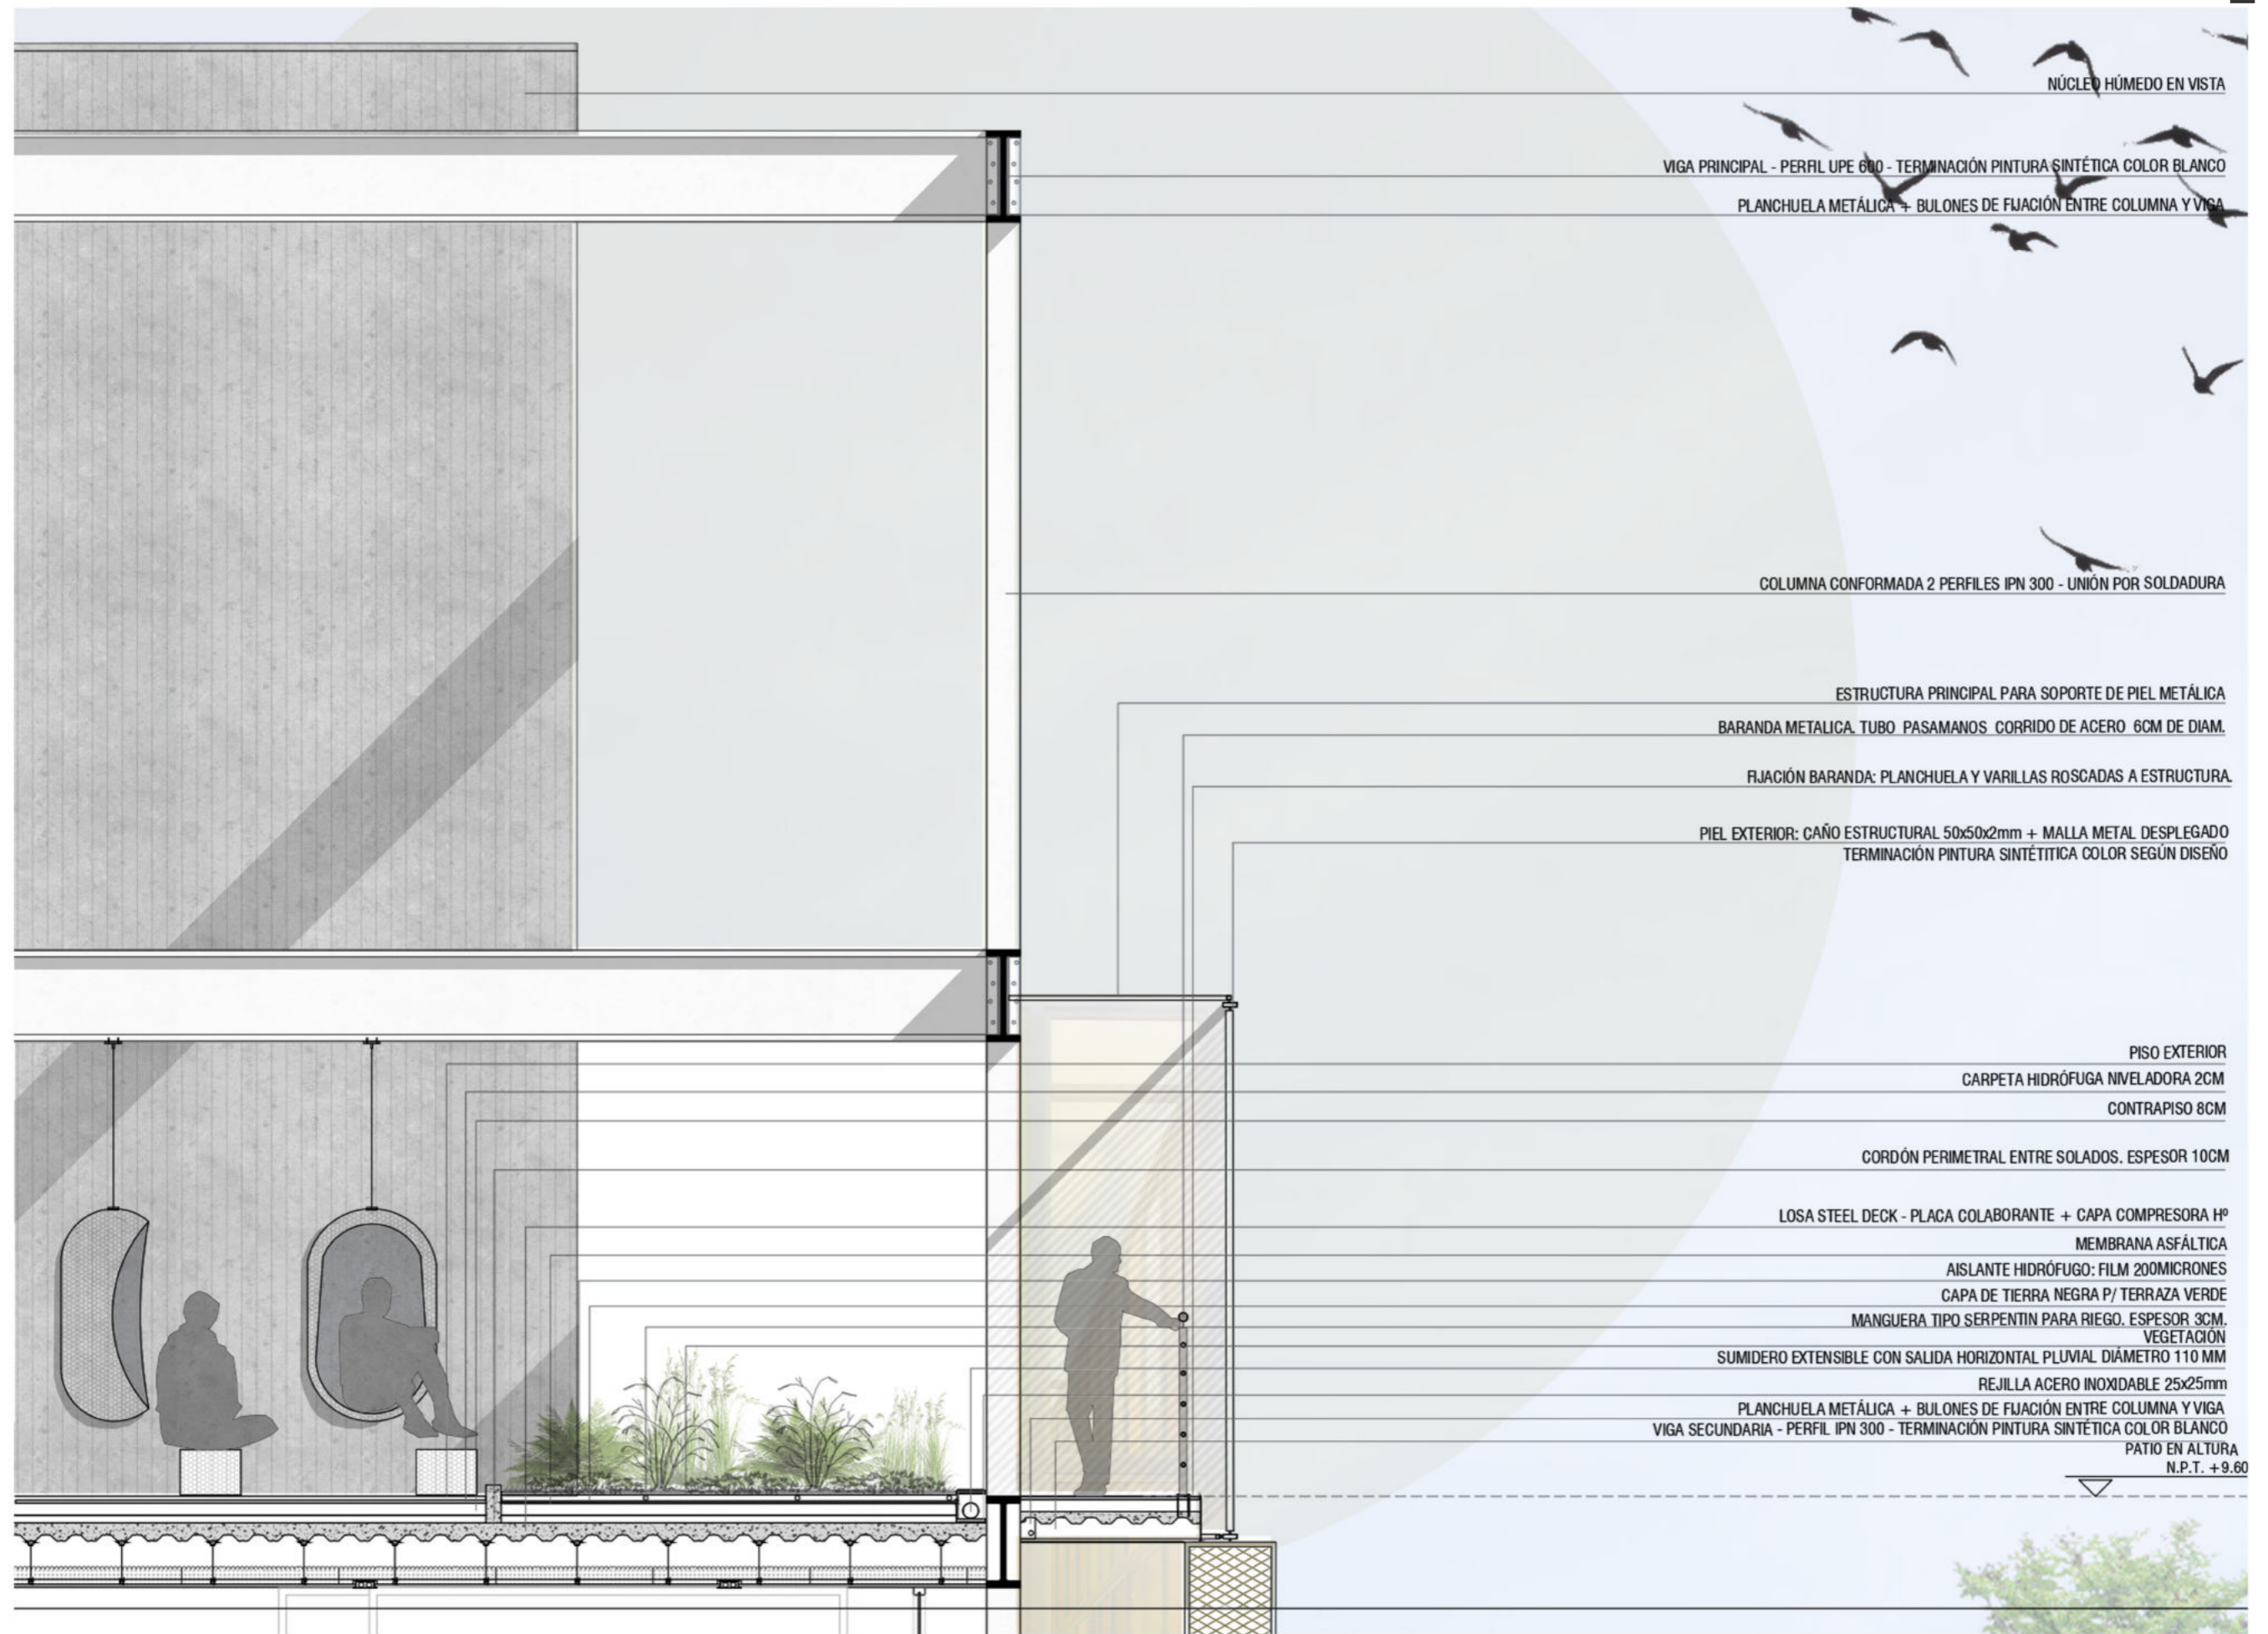 NÚCLEO HÚMEDO EN VISTA
VIGA PRINCIPAL - PERFIL UPE 600 - TERMINACIÓN PINTURA SINTÉTICA COLOR BLANCO
PLANCHUELA METÁLICA + BULONES DE FIJACIÓN ENTRE COLUMNA Y VIGA
COLUMNA CONFORMADA 2 PERFILES IPN 300 - UNIÓN POR SOLDADURA
ESTRUCTURA PRINCIPAL PARA SOPORTE DE PIEL METÁLICA
BARANDA METALICA. TUBO PASAMANOS CORRIDO DE ACERO 6CM DE DIAM.
FIJACIÓN BARANDA: PLANCHUELA Y VARILLAS ROSCADAS A ESTRUCTURA.
PIEL EXTERIOR: CAÑO ESTRUCTURAL 50x50x2mm + MALLA METAL DESPLEGADO
TERMINACIÓN PINTURA SINTÉTITICA COLOR SEGÚN DISEÑO
PISO EXTERIOR
CARPETA HIDRÓFUGA NIVELADORA 2CM
CONTRAPISO 8CM
CORDÓN PERIMETRAL ENTRE SOLADOS. ESPESOR 10CM
LOSA STEEL DECK - PLACA COLABORANTE + CAPA COMPRESORA Hº
MEMBRANA ASFÁLTICA
AISLANTE HIDRÓFUGO: FILM 200MICRONES
CAPA DE TIERRA NEGRA P/ TERRAZA VERDE
MANGUERA TIPO SERPENTIN PARA RIEGO. ESPESOR 3CM.
VEGETACIÓN
SUMIDERO EXTENSIBLE CON SALIDA HORIZONTAL PLUVIAL DIÁMETRO 110 MM
REJILLA ACERO INOXIDABLE 25x25mm
PLANCHUELA METÁLICA + BULONES DE FIJACIÓN ENTRE COLUMNA Y VIGA
VIGA SECUNDARIA - PERFIL IPN 300 - TERMINACIÓN PINTURA SINTÉTICA COLOR BLANCO
PATIO EN ALTURA
N.P.T. +9.60